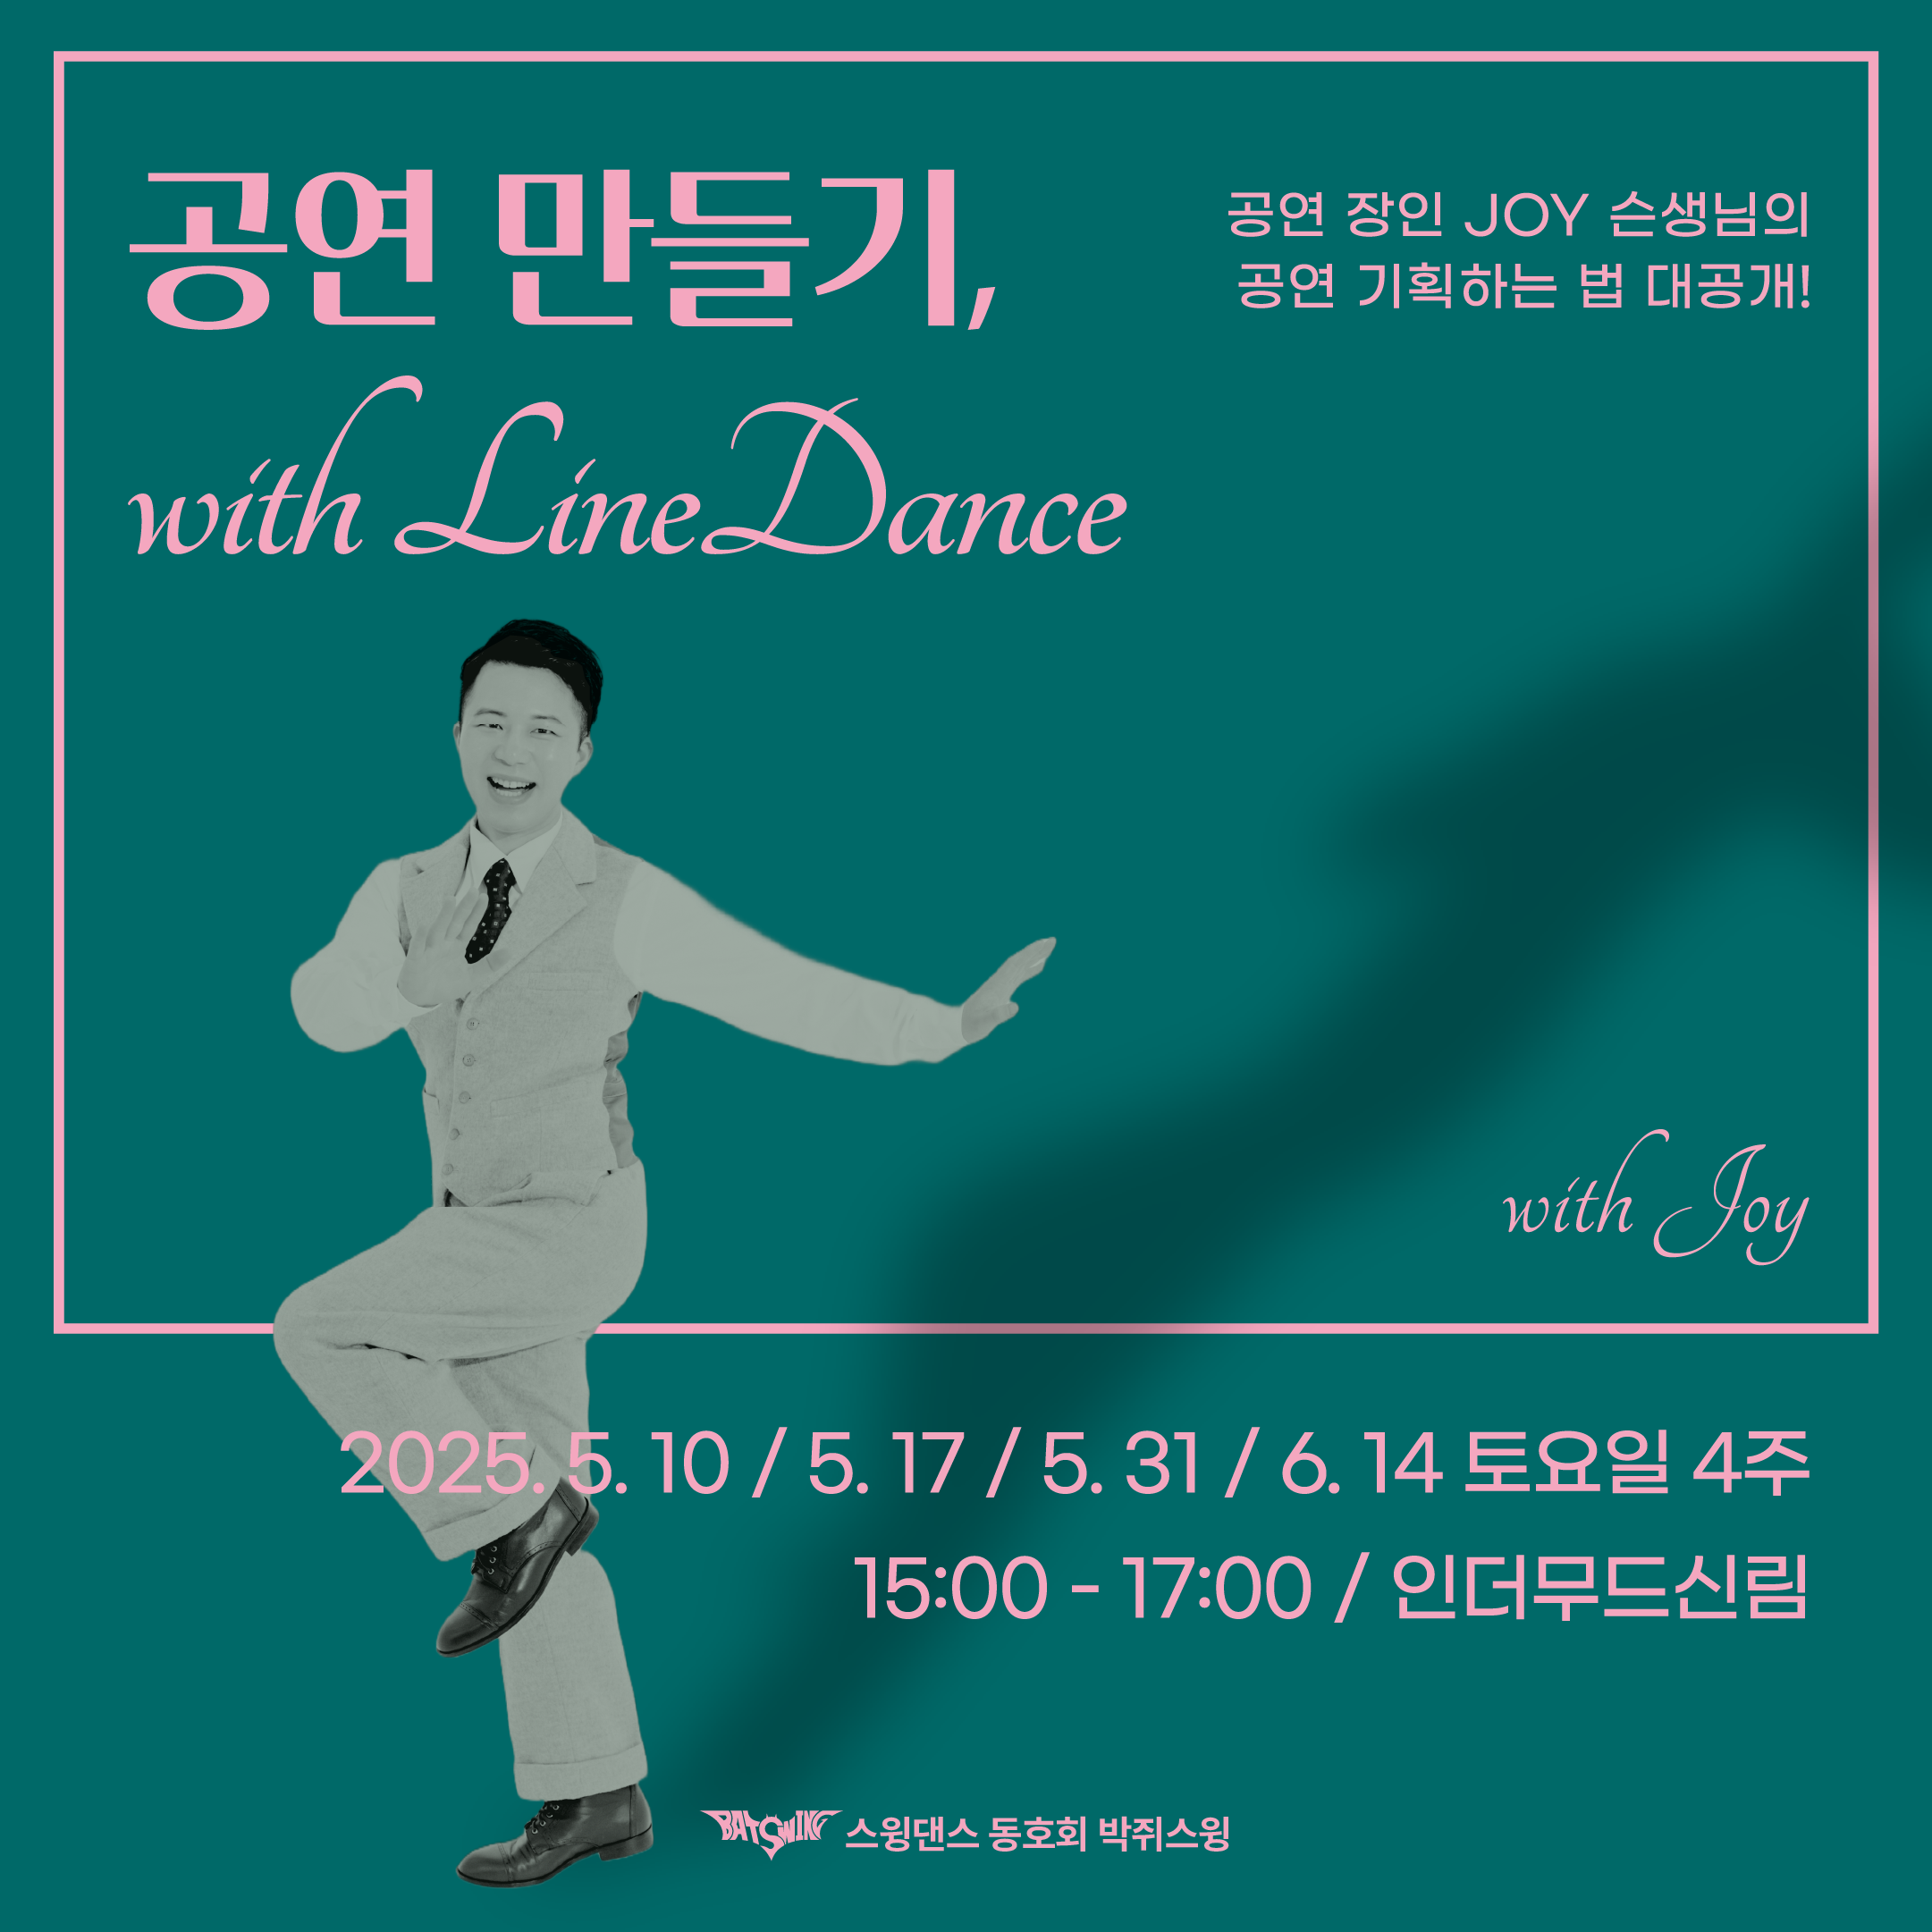 공연 만들기,
with LineDance
공연 장인 JOY 슨생님의
공연 기획하는 법 대공개!
with Joy
2025. 5. 10 / 5. 17 / 5. 31 / 6. 14 토요일 4주
15:00 - 17:00 / 인더무드신림
BATSWING 스윙댄스 동호회 박쥐스윙